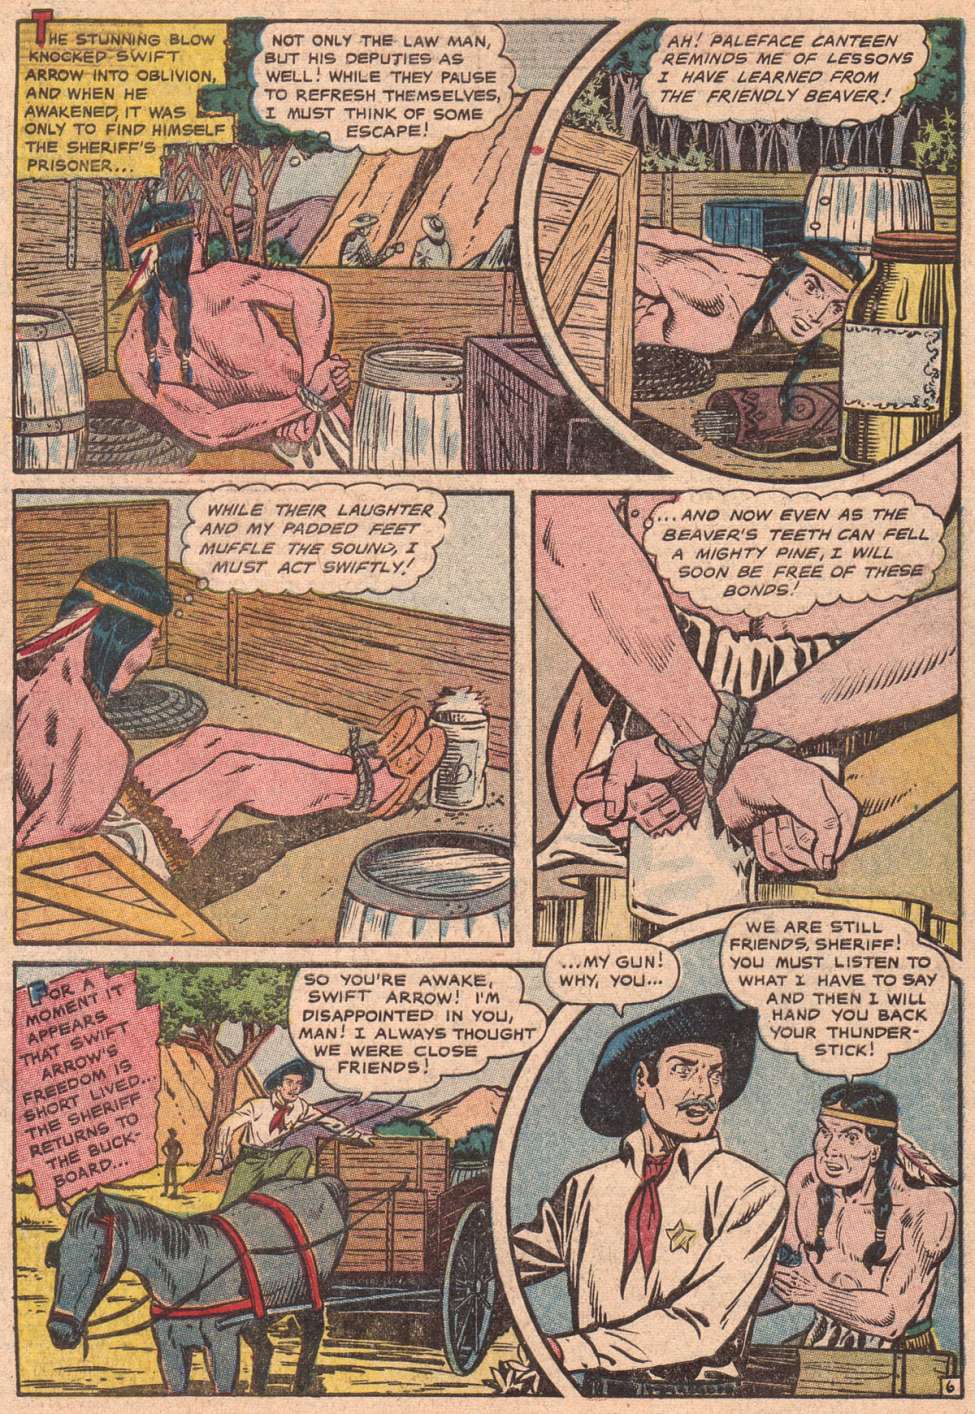 THE STUNNING BLOW
KNOCKED SWIFT
ARROW INTO OBLIVION,
AND WHEN HE
AWAKENED, IT WAS
ONLY TO FIND HIMSELF
THE SHERIFF'S
PRISONER...
NOT ONLY THE LAW MAN,
BUT HIS DEPUTIES AS
WELL! WHILE THEY PAUSE
TO REFRESH THEMSELVES,
I MUST THINK OF SOME
ESCAPE!
AH! PALEFACE CANTEEN
REMINDS ME OF LESSONS
I HAVE LEARNED FROM
THE FRIENDLY BEAVER!
WHILE THEIR LAUGHTER
AND MY PADDED FEET
MUFFLE THE SOUND, I
MUST ACT SWIFTLY!
...AND NOW EVEN AS THE
BEAVER'S TEETH CAN FELL
A MIGHTY PINE, I WILL
SOON BE FREE OF THESE
BONDS!
FOR A
MOMENT IT
APPEARS
THAT SWIFT
ARROW'S
FREEDOM IS
SHORT LIVED...
THE SHERIFF
RETURNS TO
THE BUCK-
BOARD...
SO YOU'RE AWAKE,
SWIFT ARROW! I'M
DISAPPOINTED IN YOU,
MAN! I ALWAYS THOUGHT
WE WERE CLOSE
FRIENDS!
...MY GUN!
WHY, YOU...
WE ARE STILL
FRIENDS, SHERIFF!
YOU MUST LISTEN TO
WHAT I HAVE TO SAY
AND THEN I WILL
HAND YOU BACK
YOUR THUNDER-
STICK!
6